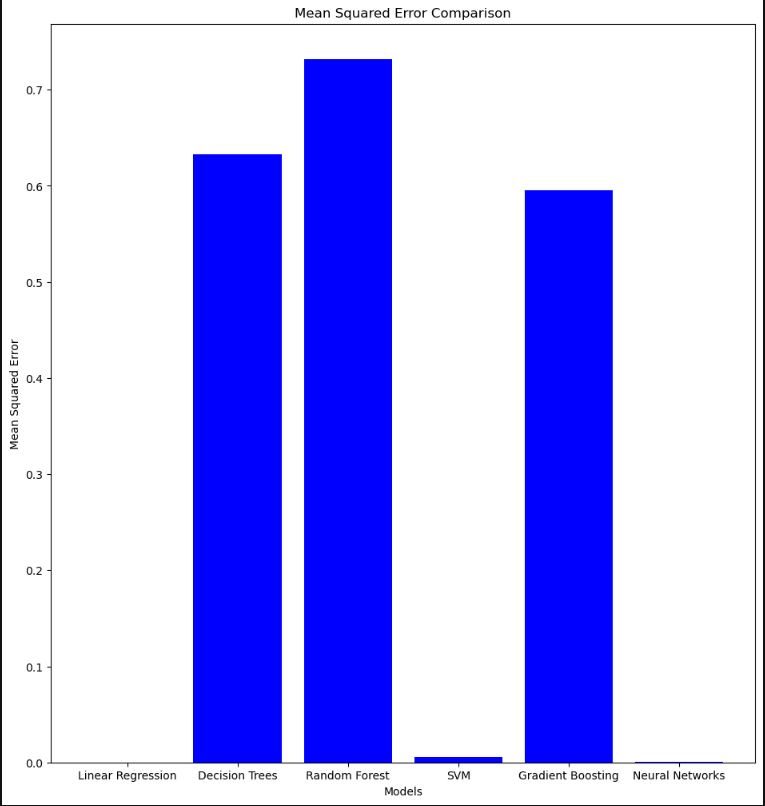 Mean Squared Error Comparison
0.7
0.6
0.5
0.4
0.3
0.2
0.1
0.0
Mean Squared Error
Linear Regression Decision Trees Random Forest SVM Gradient Boosting Neural Networks
Models